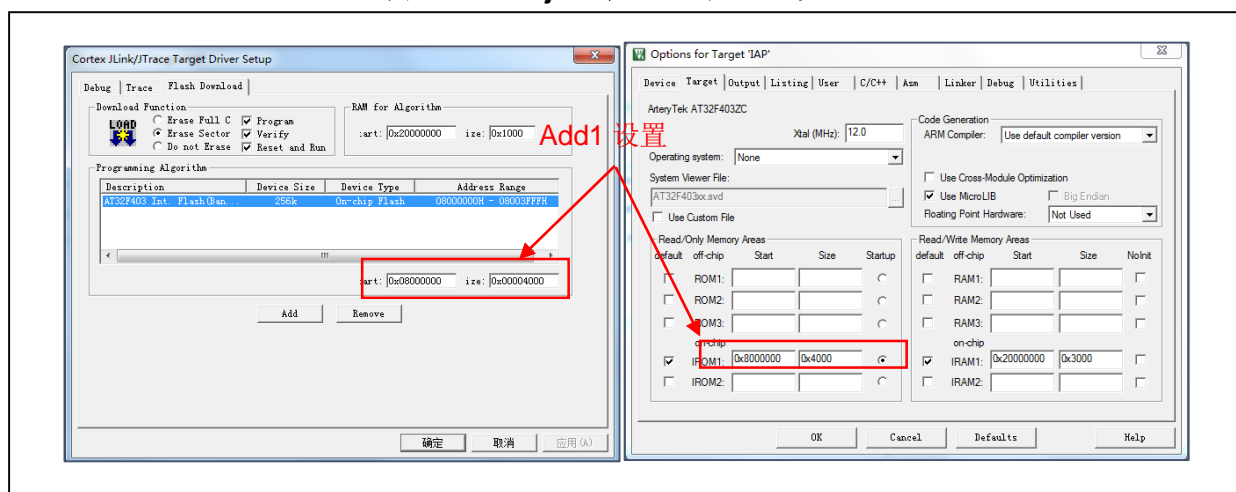 Cortex JLink/JTrace Target Driver Setup
Debug | Trace | Flash Download
Download Function
LOAD
Erase Full C
Program
Erase Sector
Verify
Do not Erase
Reset and Run
RAM for Algorithm
:art: 0x20000000 ize: 0x1000
Programming Algorithm
Description Device Size Device Type Address Range
AT32F403 Int. Flash(Ban... 256k On-chip Flash 08000000H - 08003FFFH
:art: 0x08000000 ize: 0x00004000
Add Remove
确定 取消 应用(A)
Add1 设置
Options for Target 'IAP'
Device Target Output Listing User C/C++ Asm Linker Debug Utilities
ArteryTek AT32F403ZC
Xtal (MHz): 12.0
Operating system: None
System Viewer File:
AT32F403xx.svd ...
Use Custom File
Code Generation
ARM Compiler: Use default compiler version
Use Cross-Module Optimization
Use MicroLIB Big Endian
Floating Point Hardware: Not Used
Read/Only Memory Areas
default off-chip Start Size Startup
ROM1:
ROM2:
ROM3:
on-chip
IROM1: 0x8000000 0x4000
IROM2:
Read/Write Memory Areas
default off-chip Start Size NoInit
RAM1:
RAM2:
RAM3:
on-chip
IRAM1: 0x20000000 0x3000
IRAM2:
OK Cancel Defaults Help